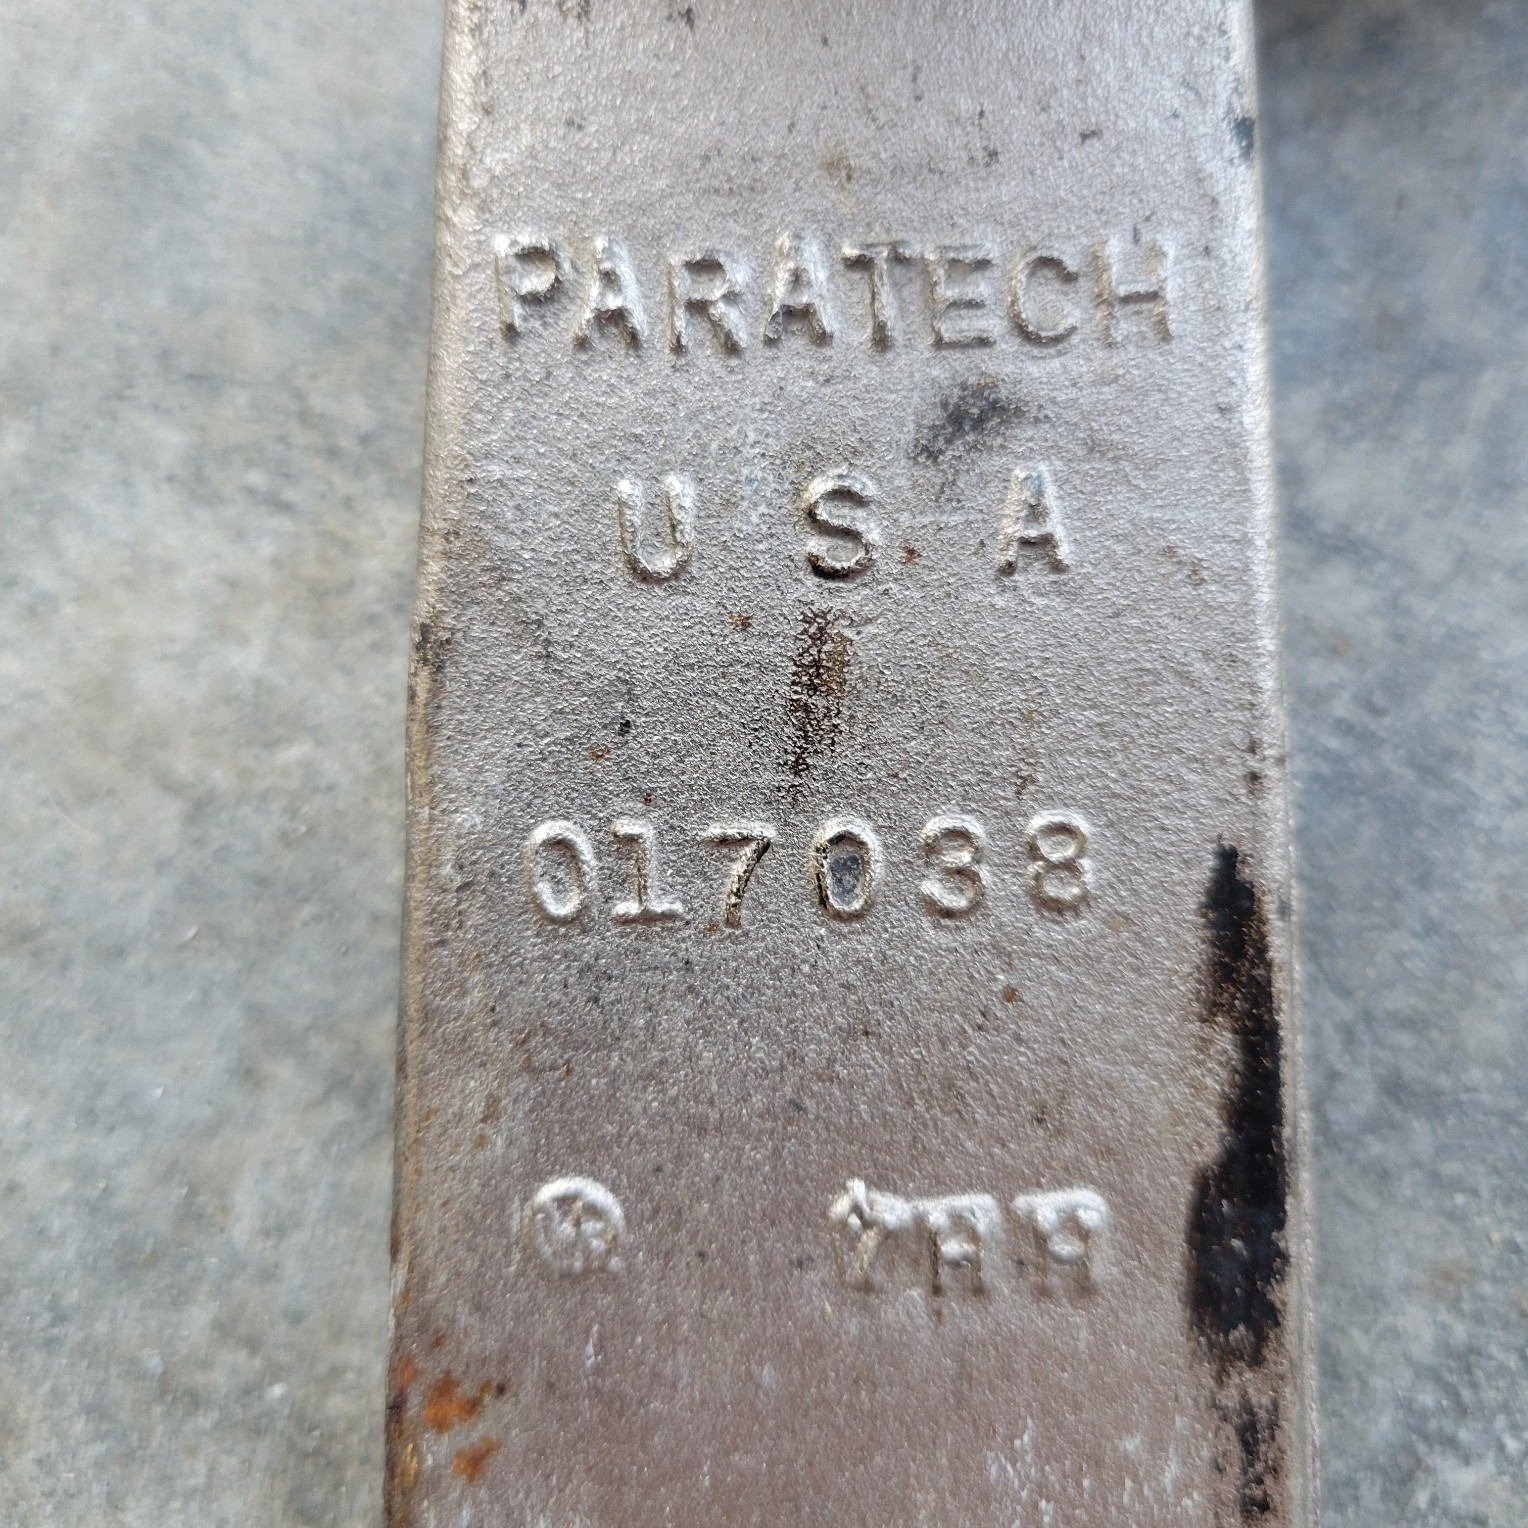 PARATECH
U S A
017038